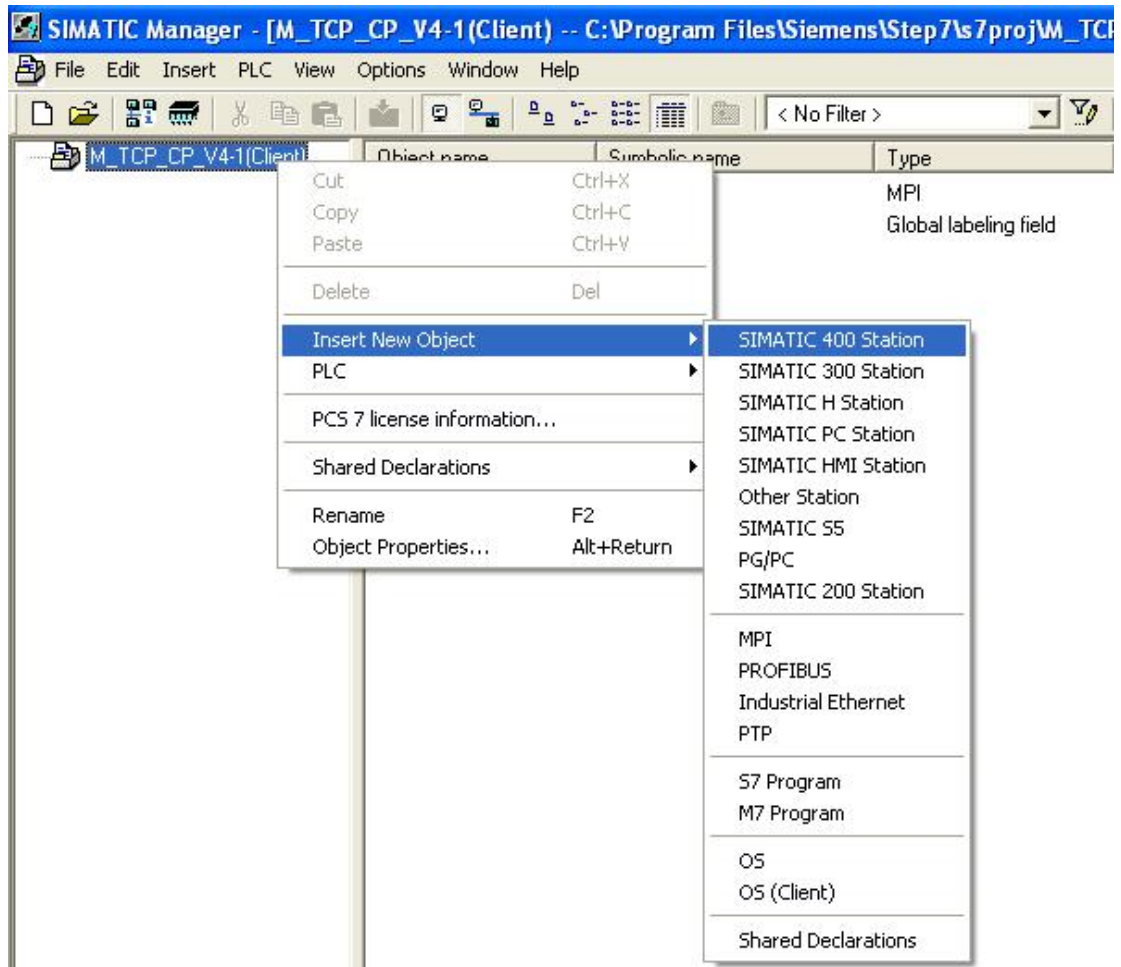 SIMATIC Manager - [M_TCP_CP_V4-1(Client) -- C:\Program Files\Siemens\Step7\s7proj\M_TCP
File Edit Insert PLC View Options Window Help
< No Filter >
M_TCP_CP_V4-1(Client)
Object name Symbolic name Type
MPI
Global labeling field
Cut Ctrl+X
Copy Ctrl+C
Paste Ctrl+V
Delete Del
Insert New Object
PLC
PCS 7 license information...
Shared Declarations
Rename F2
Object Properties... Alt+Return
SIMATIC 400 Station
SIMATIC 300 Station
SIMATIC H Station
SIMATIC PC Station
SIMATIC HMI Station
Other Station
SIMATIC S5
PG/PC
SIMATIC 200 Station
MPI
PROFIBUS
Industrial Ethernet
PTP
S7 Program
M7 Program
OS
OS (Client)
Shared Declarations